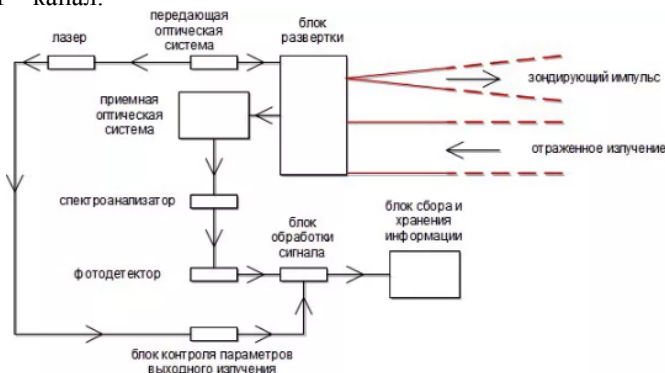 канал.
лазер
передающая
оптическая
система
блок
развертки
зондирующий импульс
приемная
оптическая
система
отраженное излучение
спектроанализатор
блок
обработки
сигнала
блок сбора и
хранения
информации
фотодетектор
блок контроля параметров
выходного излучения